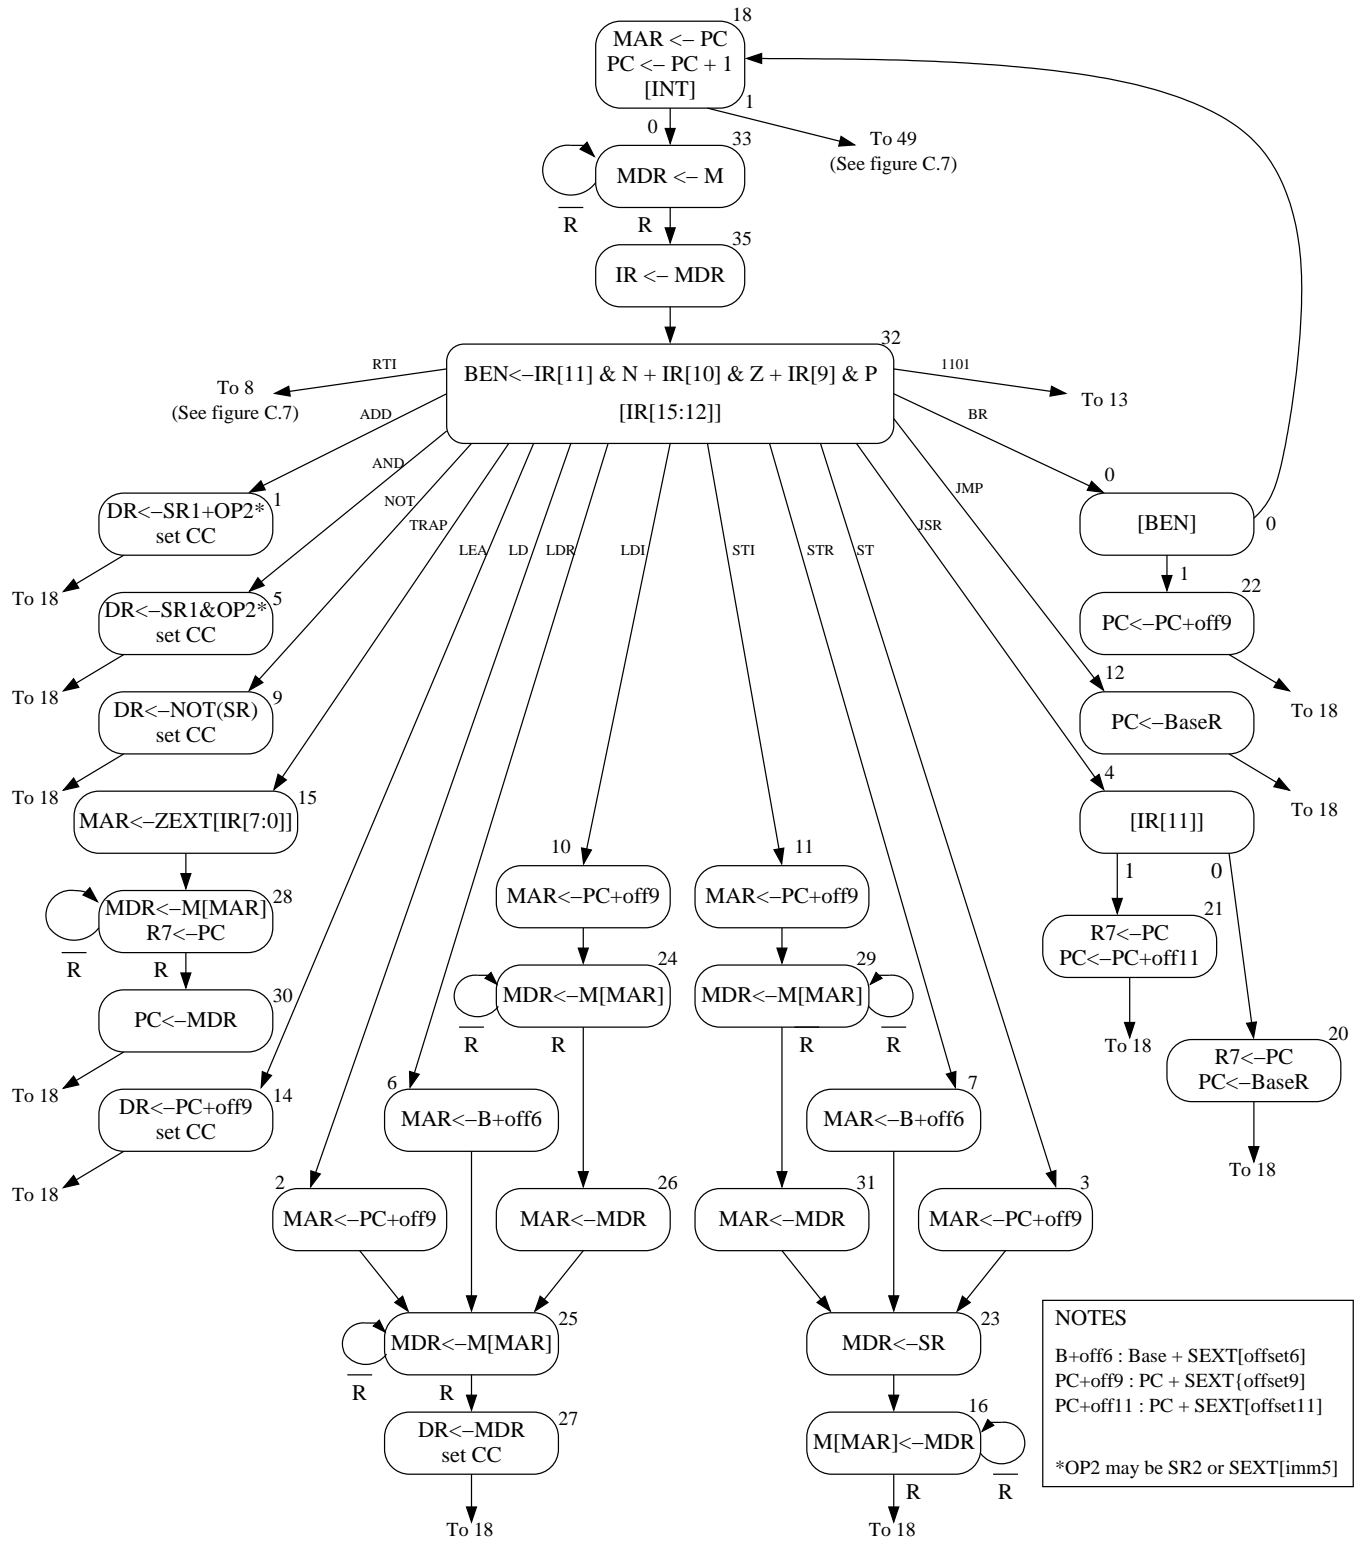 18
MAR <– PC
PC <– PC + 1
[INT]
1
0
To 49
(See figure C.7)
33
MDR <– M
R
R
35
IR <– MDR
32
BEN<–IR[11] & N + IR[10] & Z + IR[9] & P
[IR[15:12]]
RTI
To 8
(See figure C.7)
1101
To 13
ADD
BR
AND
NOT
TRAP
LEA
LD
LDR
LDI
STI
STR
ST
JSR
JMP
1
DR<–SR1+OP2*
set CC
To 18
0
[BEN]
0
1
5
DR<–SR1&OP2*
set CC
To 18
22
PC<–PC+off9
To 18
9
DR<–NOT(SR)
set CC
To 18
12
PC<–BaseR
To 18
15
MAR<–ZEXT[IR[7:0]]
4
[IR[11]]
1
0
28
MDR<–M[MAR]
R7<–PC
R
R
10
MAR<–PC+off9
11
MAR<–PC+off9
21
R7<–PC
PC<–PC+off11
To 18
30
PC<–MDR
To 18
24
MDR<–M[MAR]
R
R
29
MDR<–M[MAR]
R
R
20
R7<–PC
PC<–BaseR
To 18
14
DR<–PC+off9
set CC
To 18
6
MAR<–B+off6
7
MAR<–B+off6
2
MAR<–PC+off9
26
MAR<–MDR
31
MAR<–MDR
3
MAR<–PC+off9
25
MDR<–M[MAR]
R
R
23
MDR<–SR
27
DR<–MDR
set CC
To 18
16
M[MAR]<–MDR
R
R
To 18
NOTES
B+off6 : Base + SEXT[offset6]
PC+off9 : PC + SEXT{offset9]
PC+off11 : PC + SEXT[offset11]
*OP2 may be SR2 or SEXT[imm5]